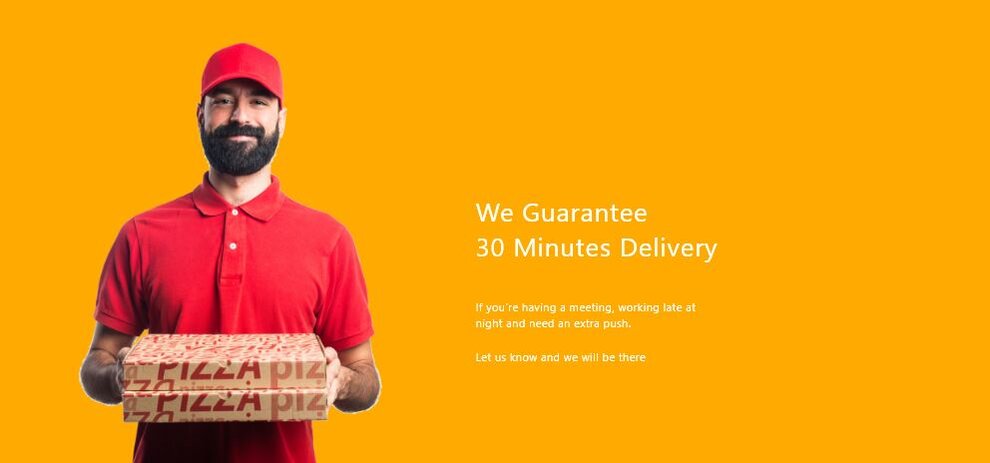 We Guarantee
30 Minutes Delivery
If you're having a meeting, working late at
night and need an extra push.
Let us know and we will be there
PIZZA piz
PIZZA piz